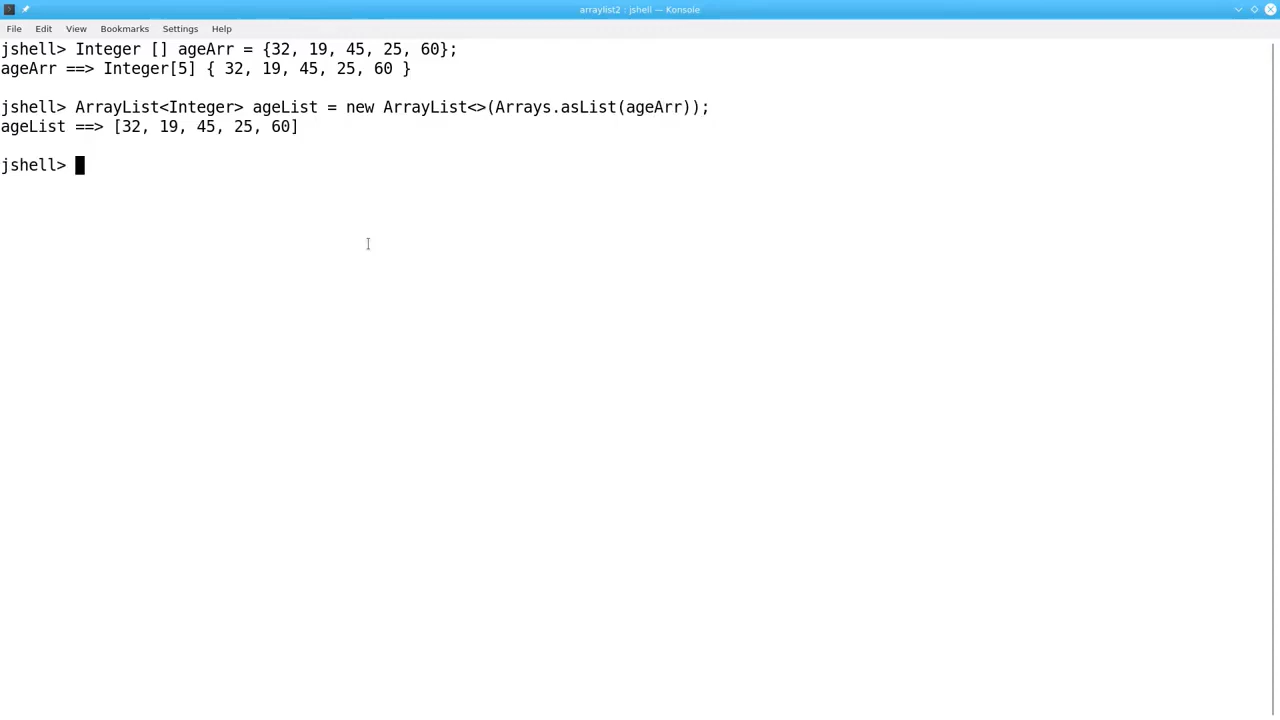 arraylist2 : jshell — Konsole
File Edit View Bookmarks Settings Help
jshell> Integer [] ageArr = {32, 19, 45, 25, 60};
ageArr ==> Integer[5] { 32, 19, 45, 25, 60 }
jshell> ArrayList<Integer> ageList = new ArrayList<>(Arrays.asList(ageArr));
ageList ==> [32, 19, 45, 25, 60]
jshell>